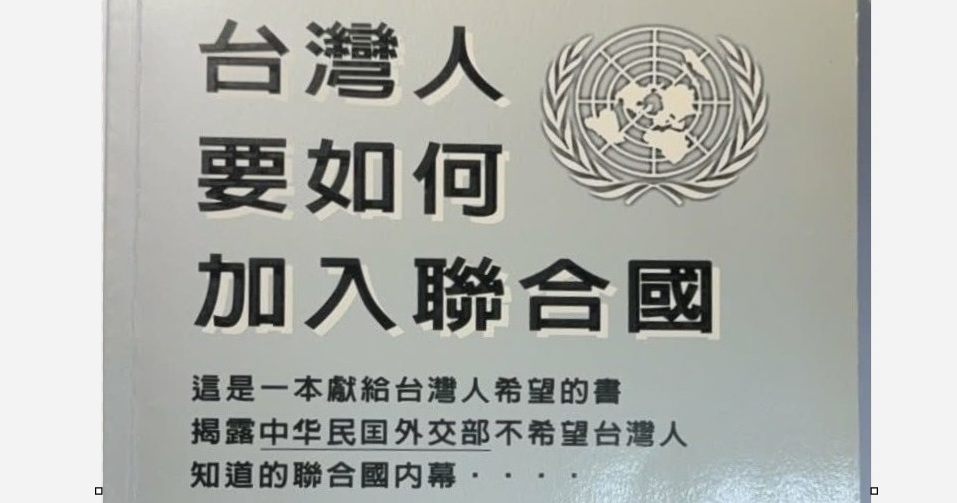 台灣人
要如何
加入聯合國
這是一本獻給台灣人希望的書
揭露中华民国外交部不希望台灣人
知道的聯合國內幕‧‧‧‧